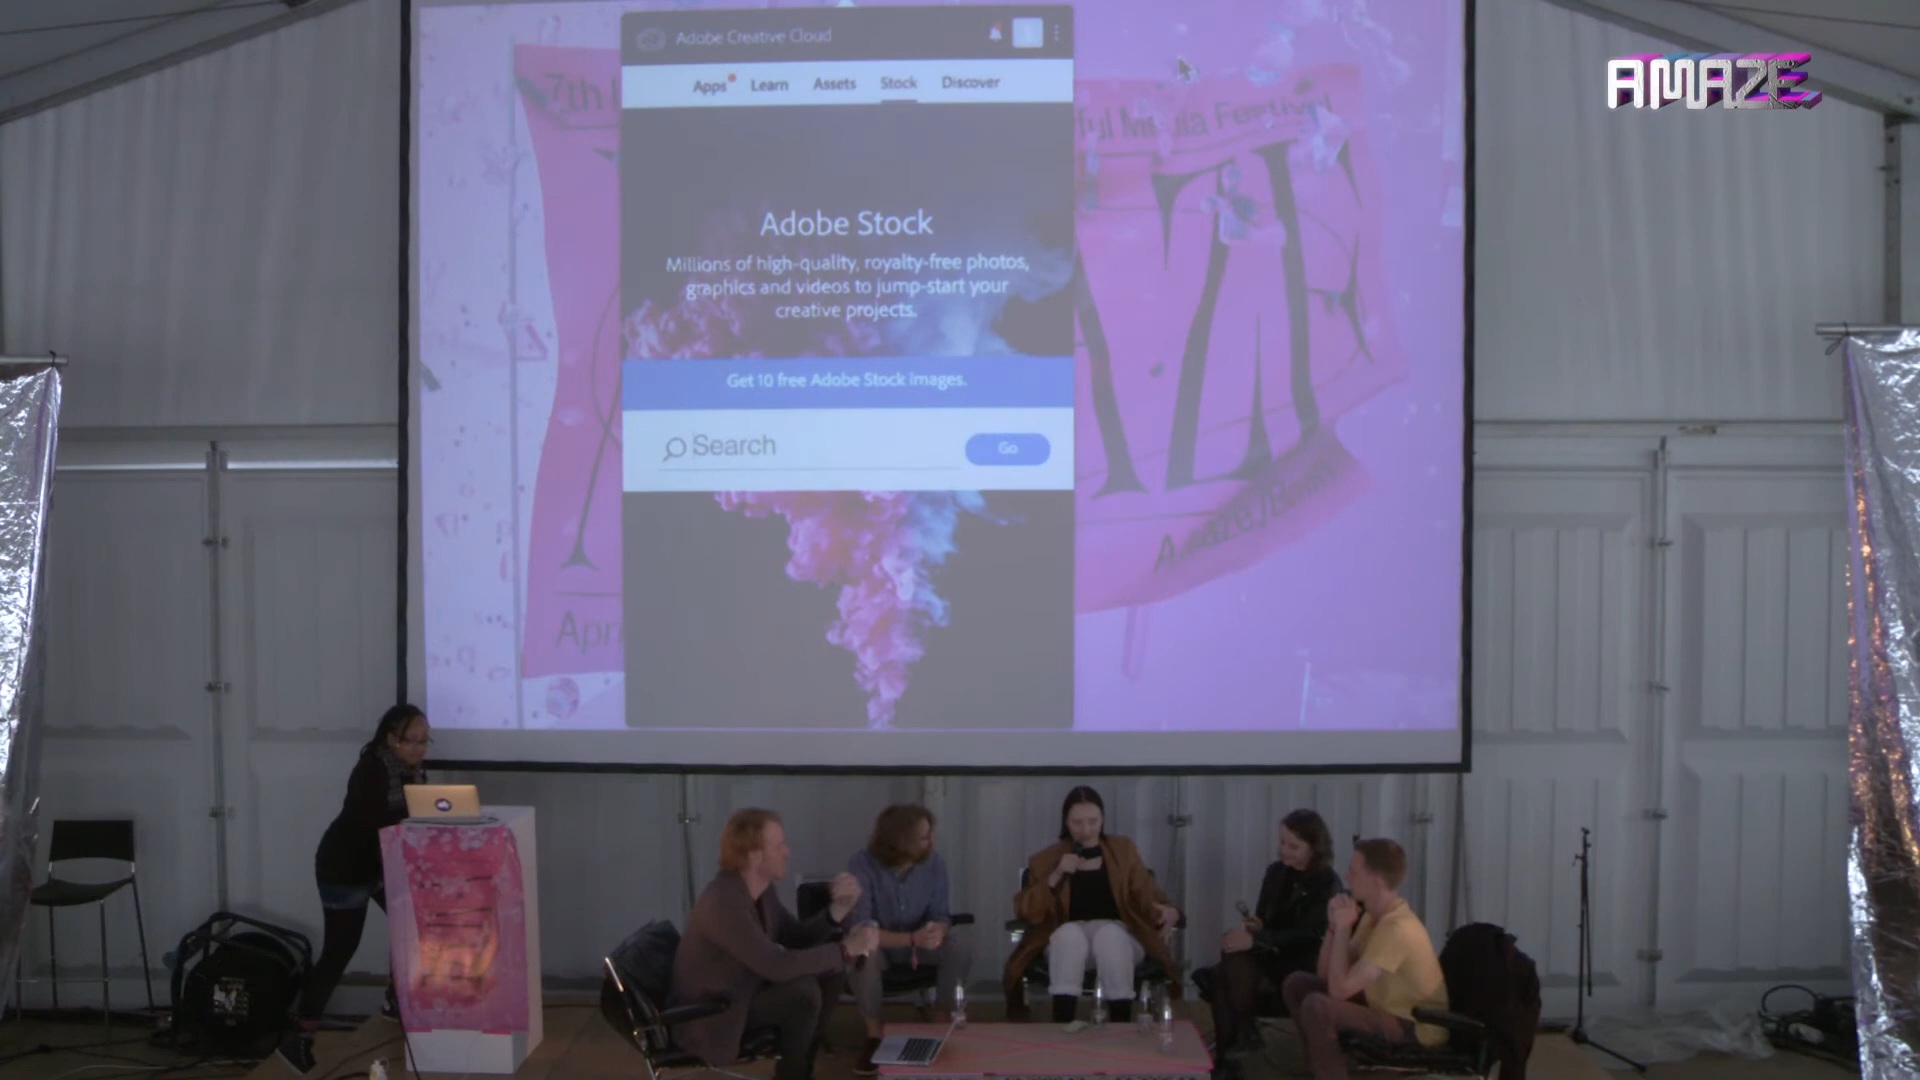 AMAZE
Adobe Creative Cloud
Apps Learn Assets Stock Discover
7th
Festival
Adobe Stock
Millions of high-quality, royalty-free photos,
graphics and videos to jump-start your
creative projects.
Get 10 free Adobe Stock images.
Search
Go